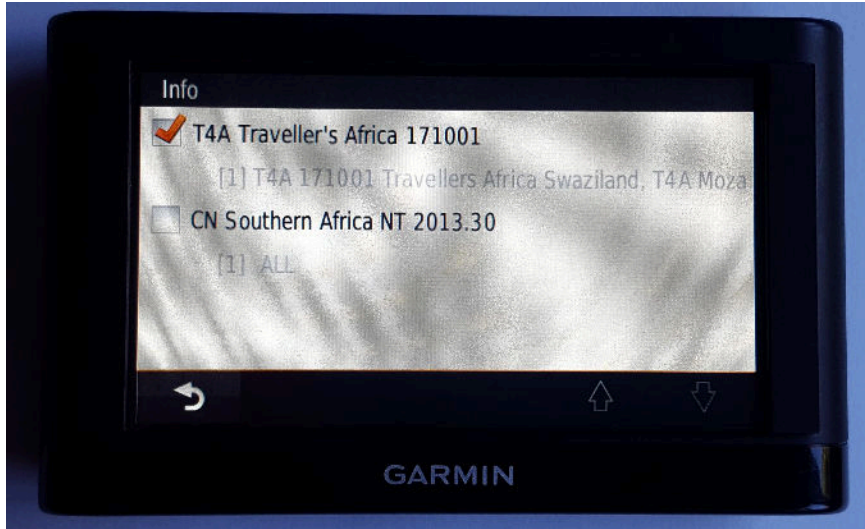 Info
T4A Traveller's Africa 171001
[1] T4A 171001 Travellers Africa Swaziland, T4A Moza
CN Southern Africa NT 2013.30
[1] ALL
GARMIN